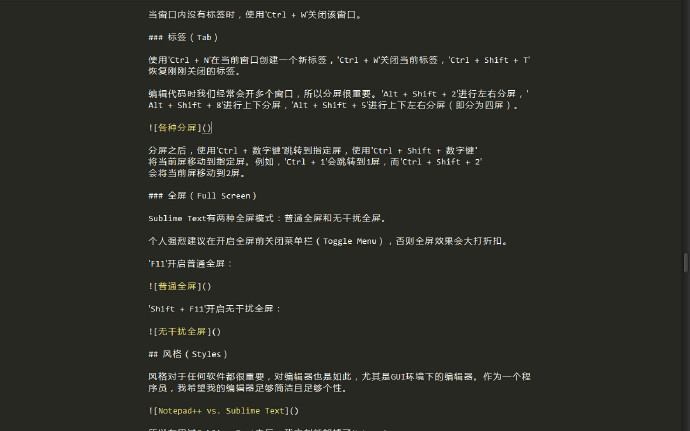 当窗口内没有标签时，使用'Ctrl + W'关闭该窗口。
### 标签（Tab）
使用'Ctrl + N'在当前窗口创建一个新标签，'Ctrl + W'关闭当前标签，'Ctrl + Shift + T'
恢复刚刚关闭的标签。
编辑代码时我们经常会开多个窗口，所以分屏很重要。'Alt + Shift + 2'进行左右分屏，'
Alt + Shift + 8'进行上下分屏，'Alt + Shift + 5'进行上下左右分屏（即分为四屏）。
![各种分屏]()
分屏之后，使用'Ctrl + 数字键'跳转到指定屏，使用'Ctrl + Shift + 数字键'
将当前屏移动到指定屏。例如，'Ctrl + 1'会跳转到1屏，而'Ctrl + Shift + 2'
会将当前屏移动到2屏。
### 全屏（Full Screen）
Sublime Text有两种全屏模式：普通全屏和无干扰全屏。
个人强烈建议在开启全屏前关闭菜单栏（Toggle Menu），否则全屏效果会大打折扣。
'F11'开启普通全屏：
![普通全屏]()
'Shift + F11'开启无干扰全屏：
![无干扰全屏]()
## 风格（Styles）
风格对于任何软件都很重要，对编辑器也是如此，尤其是GUI环境下的编辑器。作为一个程
序员，我希望我的编辑器足够简洁且足够个性。
![Notepad++ vs. Sublime Text]()